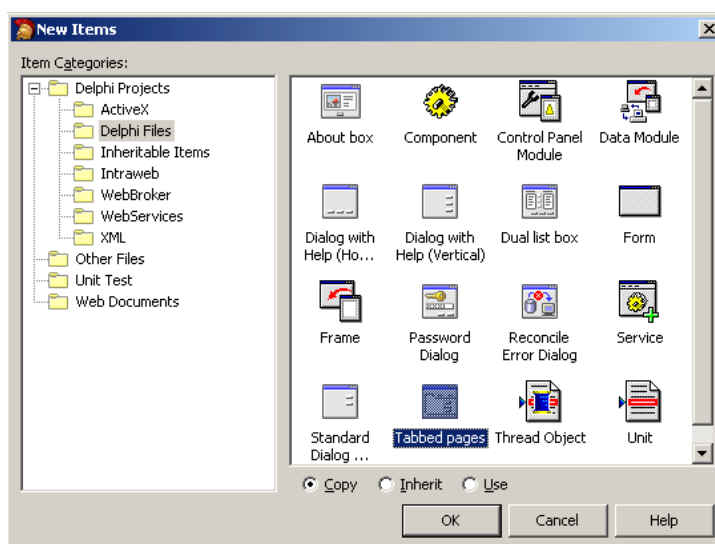 New Items
Item Categories:
Delphi Projects
ActiveX
Delphi Files
Inheritable Items
Intraweb
WebBroker
WebServices
XML
Other Files
Unit Test
Web Documents
About box
Component
Control Panel
Module
Data Module
Dialog with
Help (Ho...
Dialog with
Help (Vertical)
Dual list box
Form
Frame
Password
Dialog
Reconcile
Error Dialog
Service
Standard
Dialog ...
Tabbed pages
Thread Object
Unit
Copy
Inherit
Use
OK
Cancel
Help